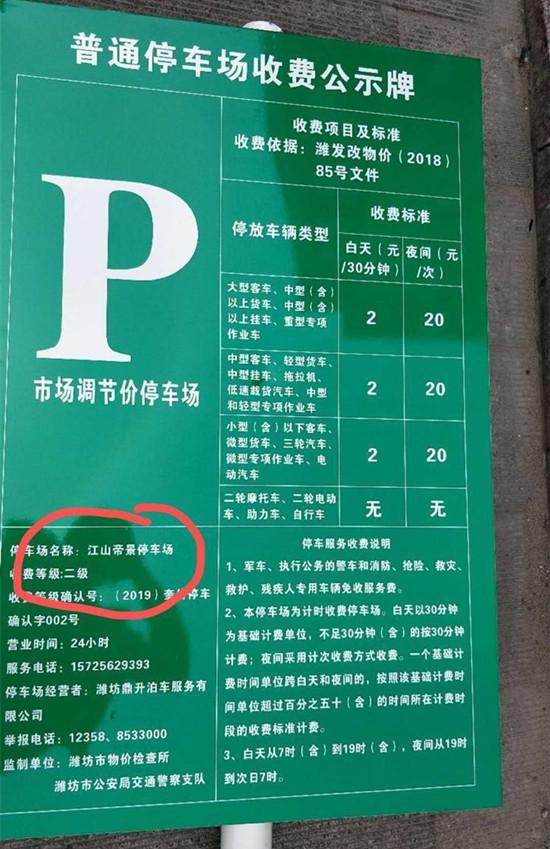 普通停车场收费公示牌
P
市场调节价停车场
收费项目及标准
收费依据：潍发改物价（2018）
85号文件
停放车辆类型
收费标准
白天（元
/30分钟）
夜间（元
/次）
大型客车、中型（含）
以上货车、中型（含）
以上挂车、重型专项
作业车
2
20
中型客车、轻型货车、
中型挂车、拖拉机、
低速载货汽车、中型
和轻型专项作业车
2
20
小型（含）以下客车、
微型货车、三轮汽车、
微型专项作业车、电
动汽车
2
20
二轮摩托车、二轮电动
车、助力车、自行车
无
无
停车场名称：江山帝景停车场
收费等级:二级
收费等级确认号：（2019）奎价停车
确认字002号
营业时间：24小时
服务电话：15725629393
停车场经营者：潍坊鼎升泊车服务有
限公司
举报电话：12358、8533000
监制单位：潍坊市物价检查所
潍坊市公安局交通警察支队
停车服务收费说明
1、军车、执行公务的警车和消防、抢险、救灾、
救护、残疾人专用车辆免收服务费。
2、本停车场为计时收费停车场。白天以30分钟
为基础计费单位，不足30分钟（含）的按30分钟
计费；夜间采用计次收费方式收费。一个基础计
费时间单位跨白天和夜间的，按照该基础计费时
间单位超过百分之五十（含）的时间所在计费时
段的收费标准计费。
3、白天从7时（含）到19时（含），夜间从19时
到次日7时。